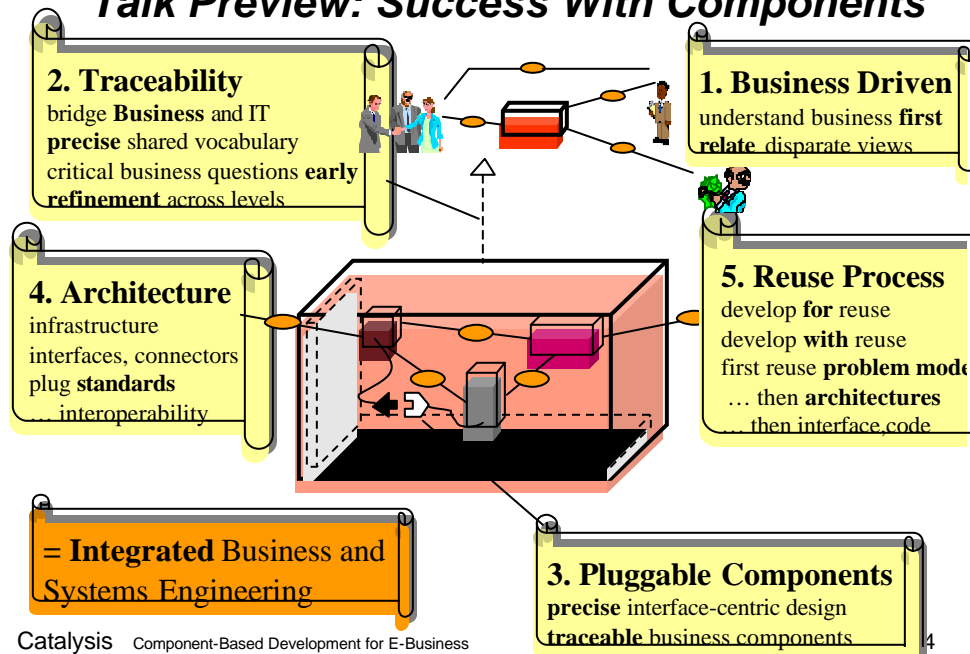 Talk Preview: Success With Components
2. Traceability
bridge Business and IT
precise shared vocabulary
critical business questions early
refinement across levels
1. Business Driven
understand business first
relate disparate views
4. Architecture
infrastructure
interfaces, connectors
plug standards
… interoperability
5. Reuse Process
develop for reuse
develop with reuse
first reuse problem mode
… then architectures
… then interface,code
= Integrated Business and
Systems Engineering
3. Pluggable Components
precise interface-centric design
traceable business components
Catalysis Component-Based Development for E-Business
4